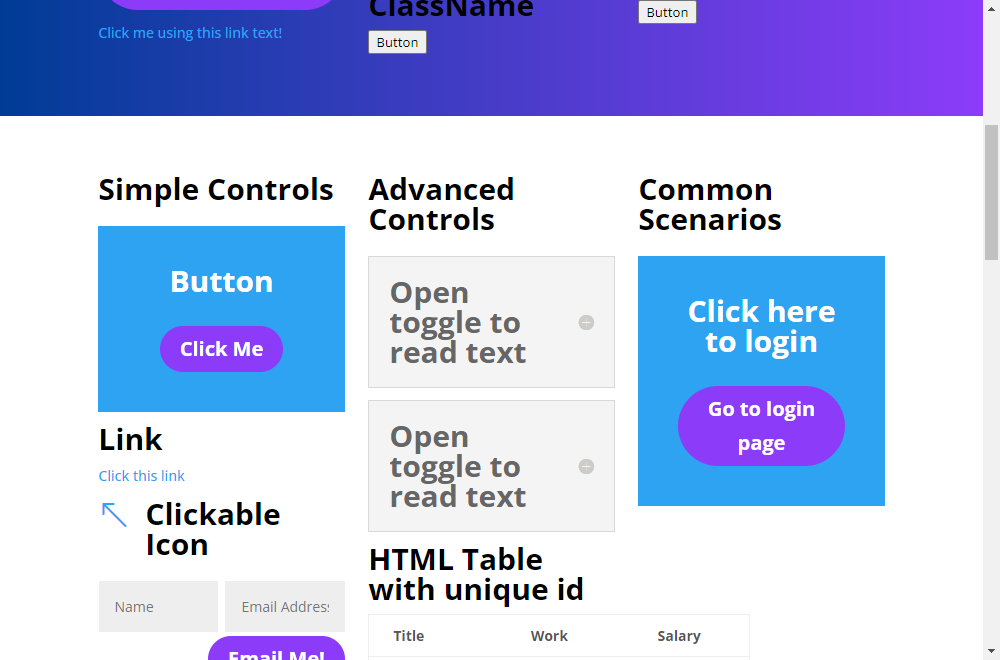 Click me using this link text!
ClassName
Button
Button
Simple Controls
Button
Click Me
Link
Click this link
Clickable
Icon
Name
Email Address
Email Me!
Advanced
Controls
Open
toggle to
read text
Open
toggle to
read text
HTML Table
with unique id
Title Work Salary
Common
Scenarios
Click here
to login
Go to login
page